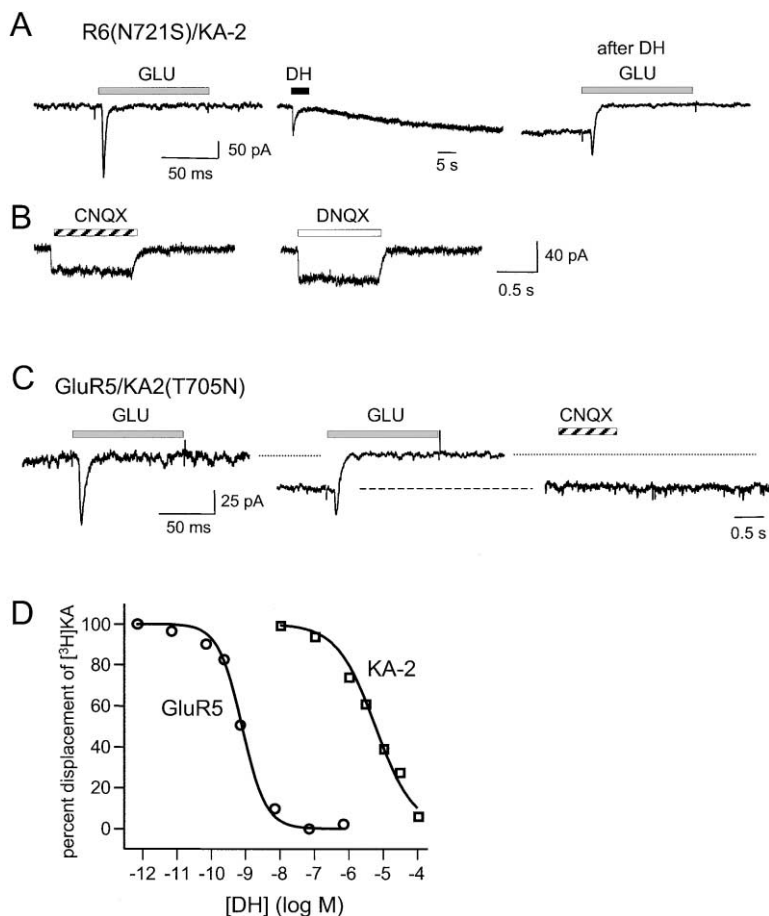 A
R6(N721S)/KA-2
GLU
DH
after DH
GLU
50 pA
50 ms
5 s
B
CNQX
DNQX
40 pA
0.5 s
C
GluR5/KA2(T705N)
GLU
GLU
CNQX
25 pA
50 ms
0.5 s
D
percent displacement of [³H]KA
100
80
60
40
20
0
GluR5
KA-2
-12 -11 -10 -9 -8 -7 -6 -5 -4
[DH] (log M)